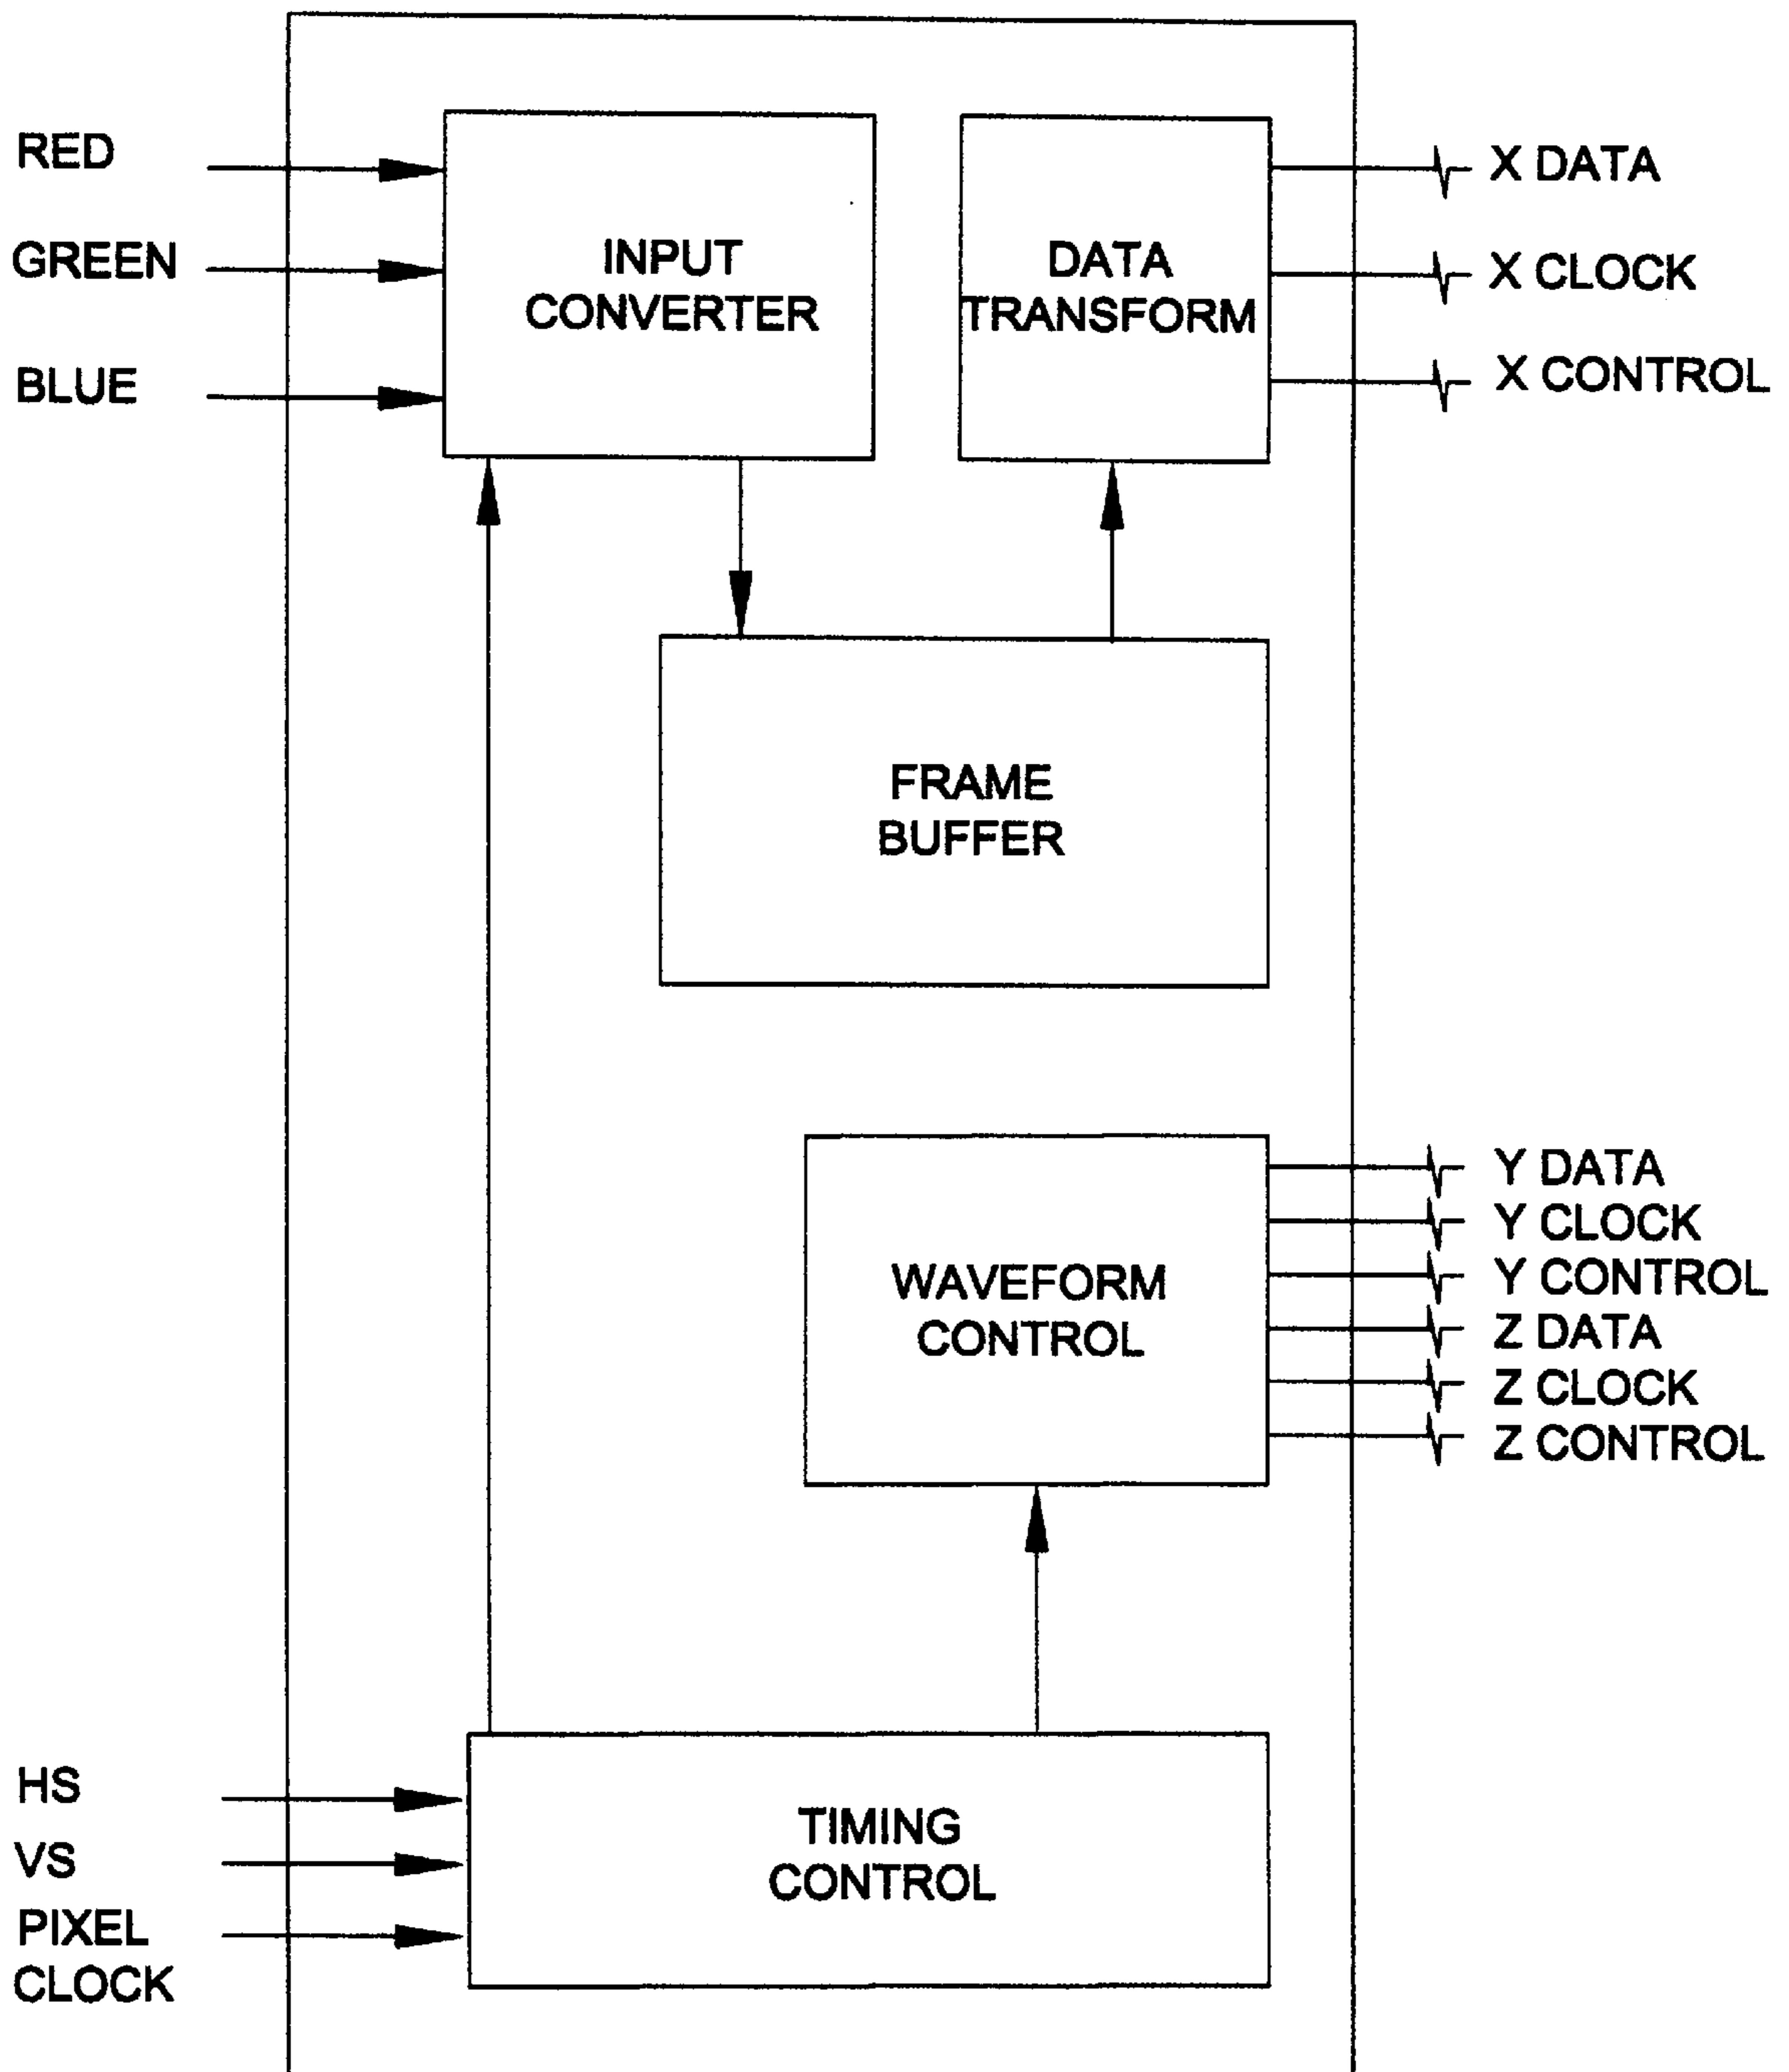 RED
GREEN
BLUE
INPUT
CONVERTER
DATA
TRANSFORM
X DATA
X CLOCK
X CONTROL
FRAME
BUFFER
WAVEFORM
CONTROL
Y DATA
Y CLOCK
Y CONTROL
Z DATA
Z CLOCK
Z CONTROL
HS
VS
PIXEL
CLOCK
TIMING
CONTROL